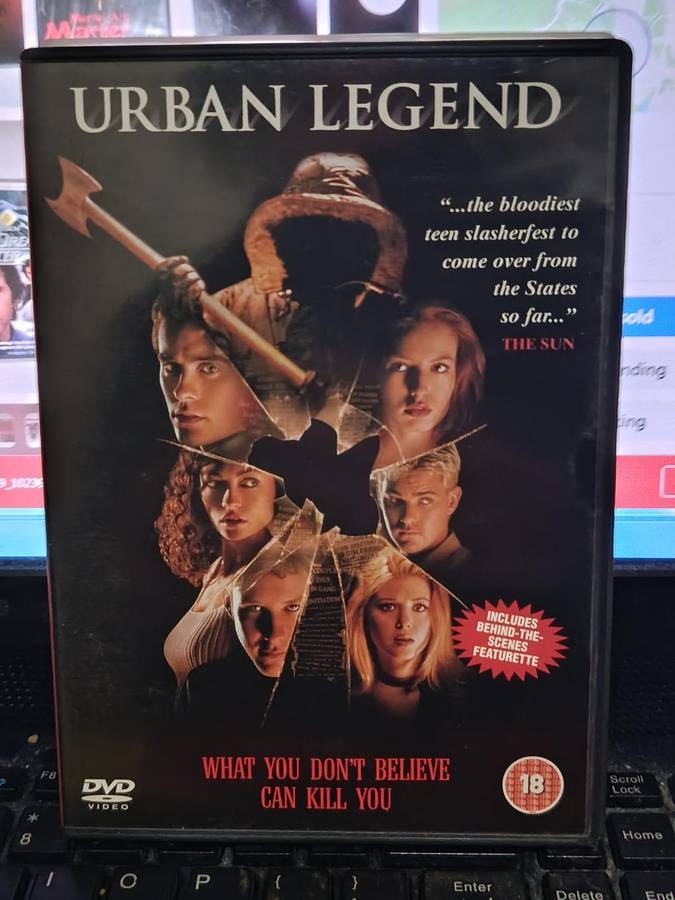 URBAN LEGEND
“...the bloodiest
teen slasherfest to
come over from
the States
so far...”
THE SUN
INCLUDES
BEHIND-THE-
SCENES
FEATURETTE
WHAT YOU DON'T BELIEVE
CAN KILL YOU
DVD
VIDEO
18
sold
F8
Scroll
Lock
*
8
Home
I
O
P
{
}
Enter
Delete
End